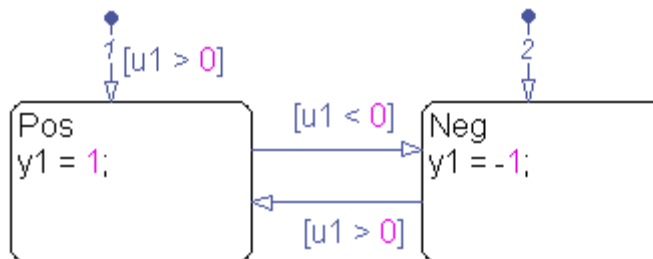 1
[u1 > 0]
2
Pos
y1 = 1;
[u1 < 0]
Neg
y1 = -1;
[u1 > 0]